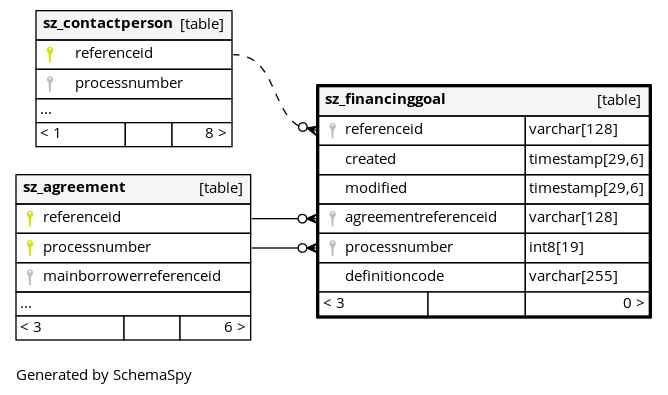 sz_contactperson [table]
referenceid
processnumber
...
< 1 8 >
sz_agreement [table]
referenceid
processnumber
mainborrowerreferenceid
...
< 3 6 >
sz_financinggoal [table]
referenceid varchar[128]
created timestamp[29,6]
modified timestamp[29,6]
agreementreferenceid varchar[128]
processnumber int8[19]
definitioncode varchar[255]
< 3 0 >
Generated by SchemaSpy